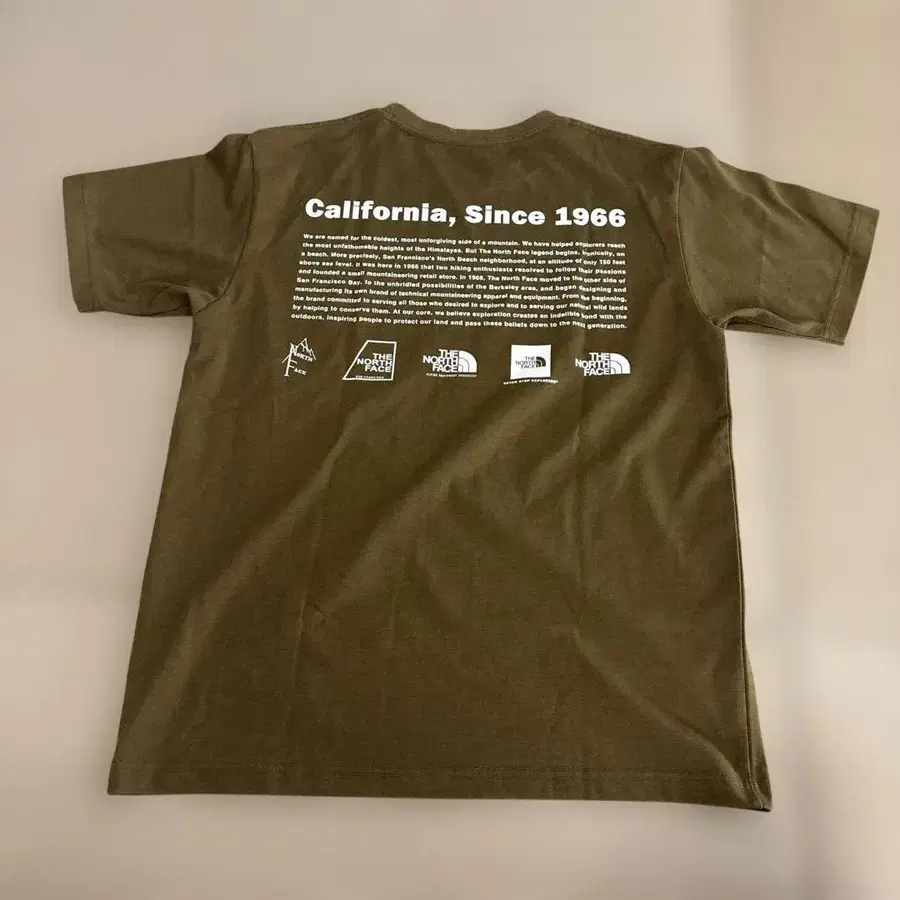 California, Since 1966
We are named for the coldest, most unforgiving side of a mountain. We have helped explorers reach
the most unfathomable heights of the Himalayas. But The North Face legend begins, ironically, on
a beach. More precisely, San Francisco's North Beach neighborhood, at an altitude of only 150 feet
above sea level. It was here in 1966 that two hiking enthusiasts resolved to follow their passions
and founded a small mountaineering retail store. In 1968, The North Face moved to the other side of
San Francisco Bay, to the unbridled possibilities of the Berkeley area, and began designing and
manufacturing its own brand of technical mountaineering apparel and equipment. From the beginning,
the brand committed to serving all those who desired to explore and to serving our natural wild lands
by helping to conserve them. At our core, we believe exploration creates an indelible bond with the
outdoors, inspiring people to protect our land and pass these beliefs down to the next generation.
North
Face
THE
NORTH
FACE
SAN FRANCISCO
THE
NORTH
FACE
THE
NORTH
FACE
NEVER STOP EXPLORING
THE
NORTH
FACE